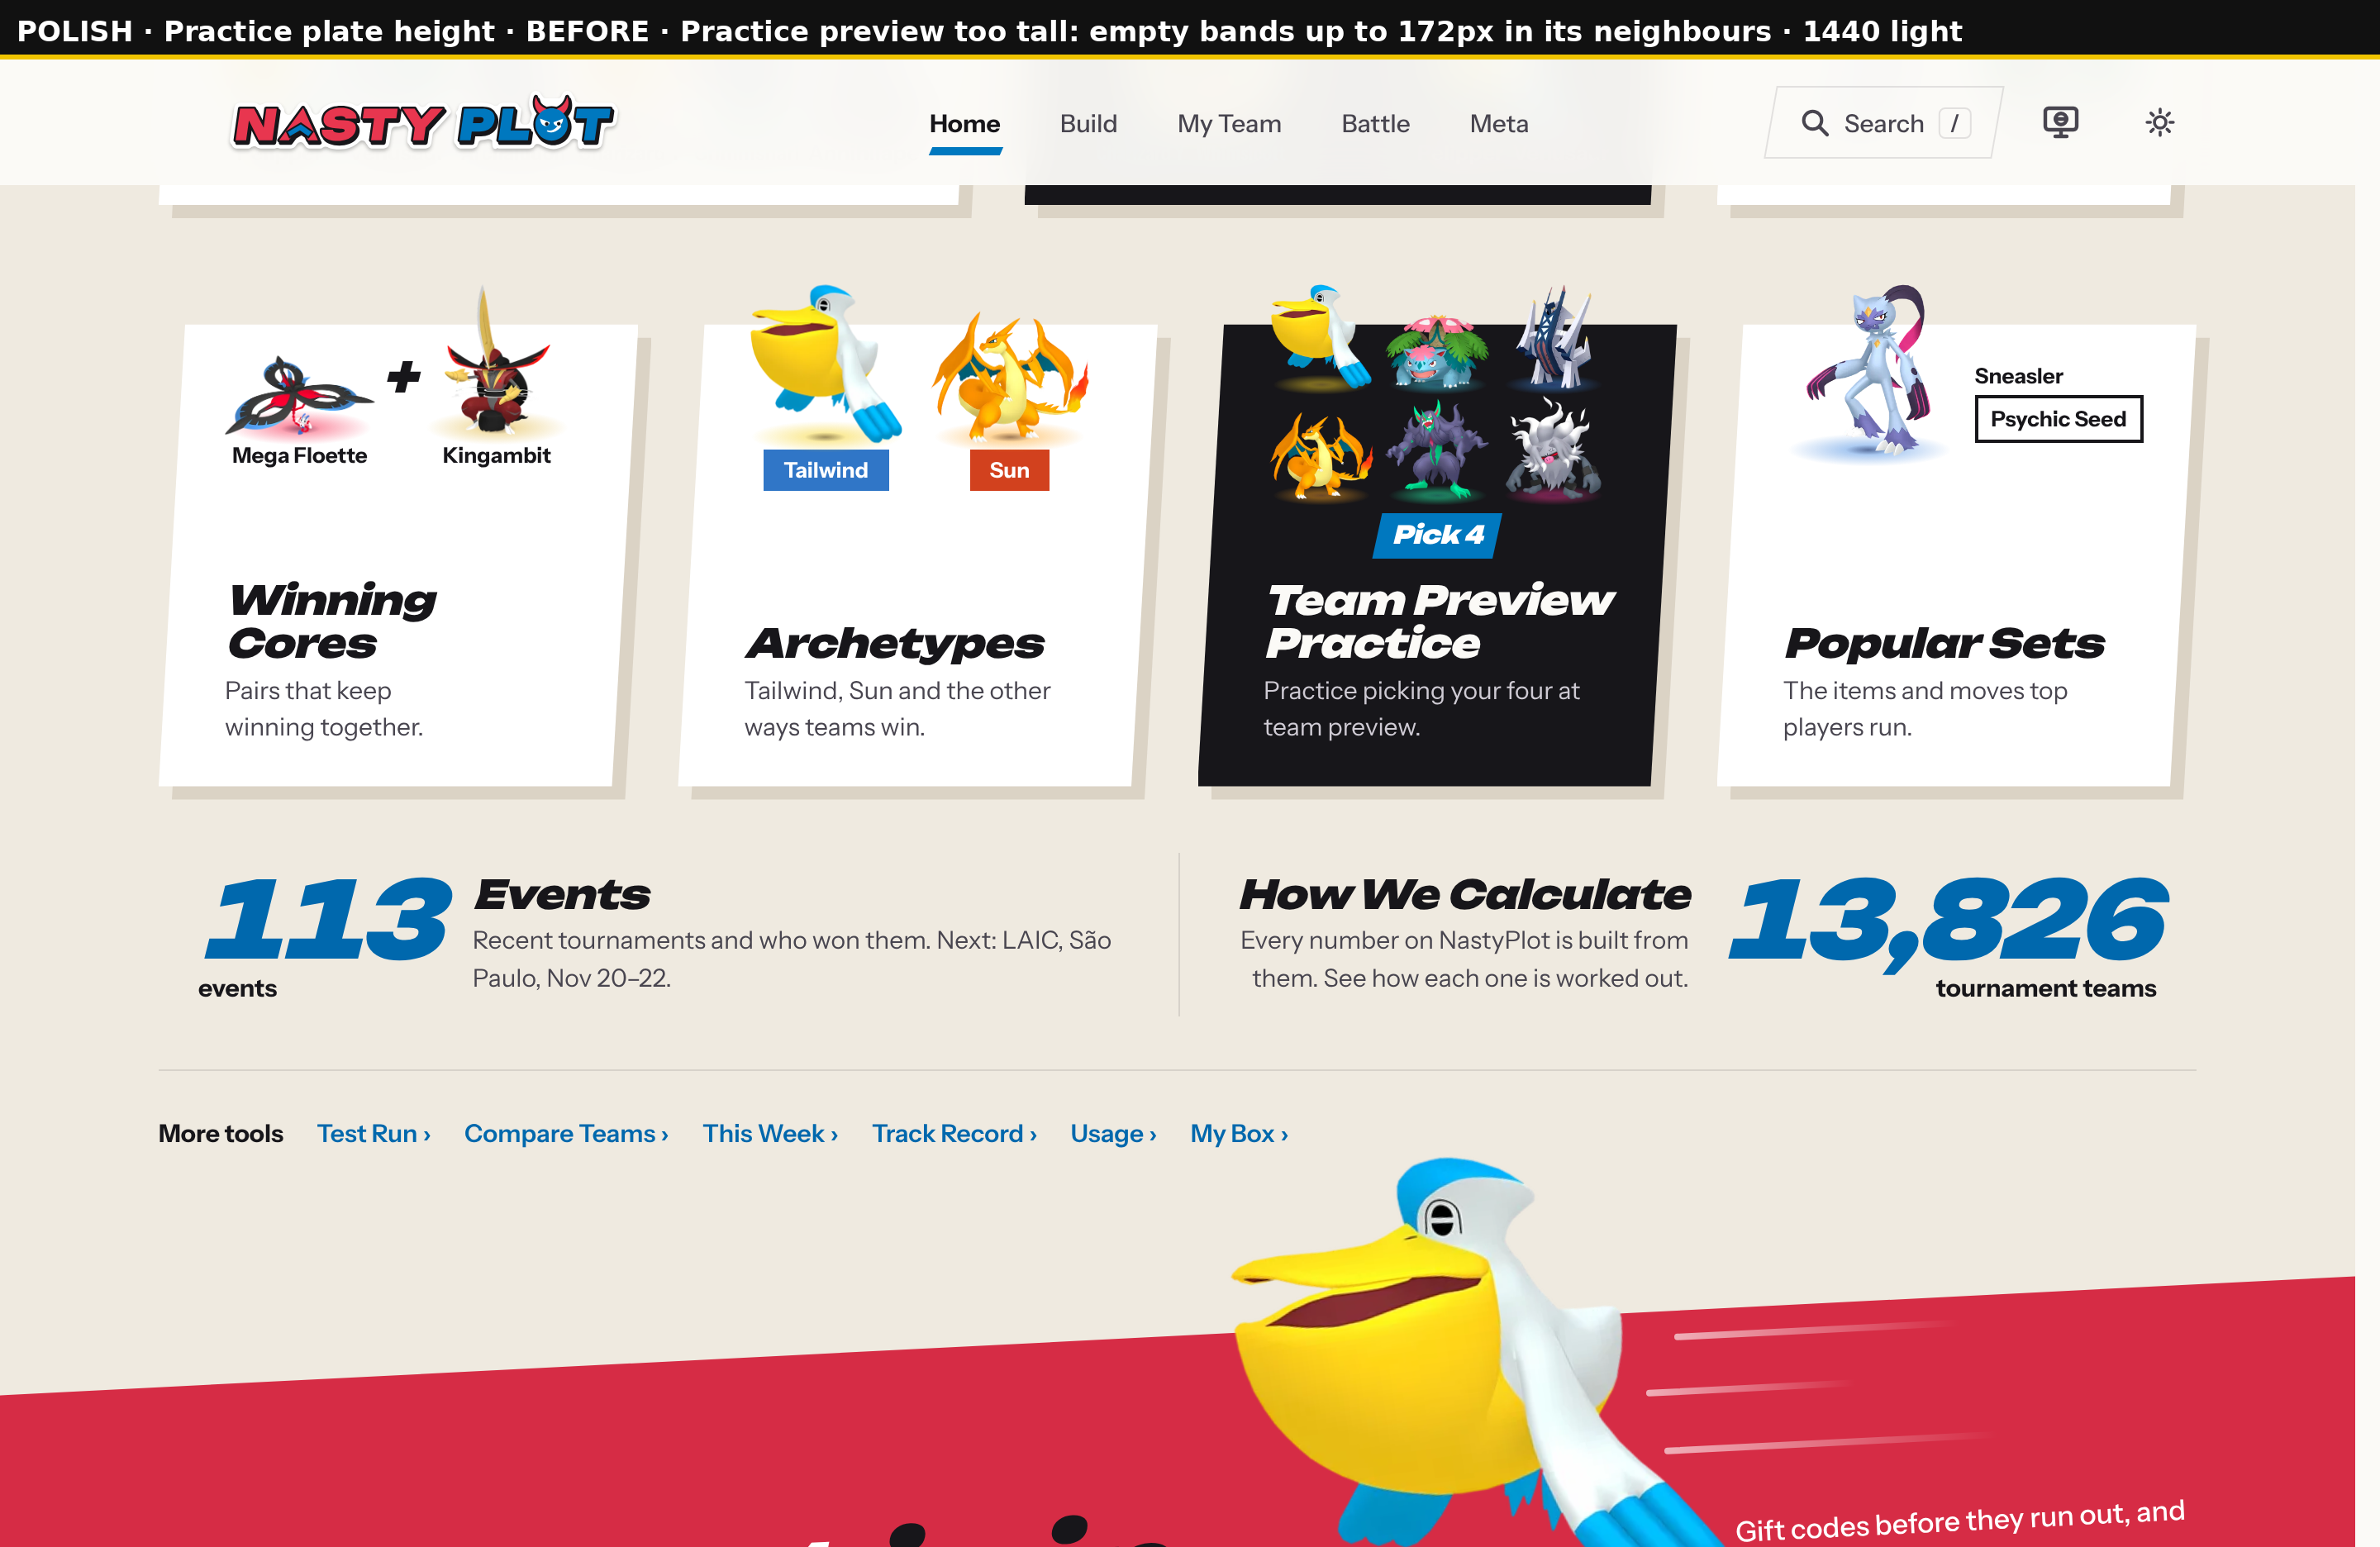 POLISH · Practice plate height · BEFORE · Practice preview too tall: empty bands up to 172px in its neighbours · 1440 light
NASTY PLOT
Home
Build
My Team
Battle
Meta
Search /
+
Mega Floette
Kingambit
Winning
Cores
Pairs that keep
winning together.
Tailwind
Sun
Archetypes
Tailwind, Sun and the other
ways teams win.
Pick 4
Team Preview
Practice
Practice picking your four at
team preview.
Sneasler
Psychic Seed
Popular Sets
The items and moves top
players run.
113
events
Events
Recent tournaments and who won them. Next: LAIC, São
Paulo, Nov 20–22.
How We Calculate
Every number on NastyPlot is built from
them. See how each one is worked out.
13,826
tournament teams
More tools
Test Run ›
Compare Teams ›
This Week ›
Track Record ›
Usage ›
My Box ›
Gift codes before they run out, and